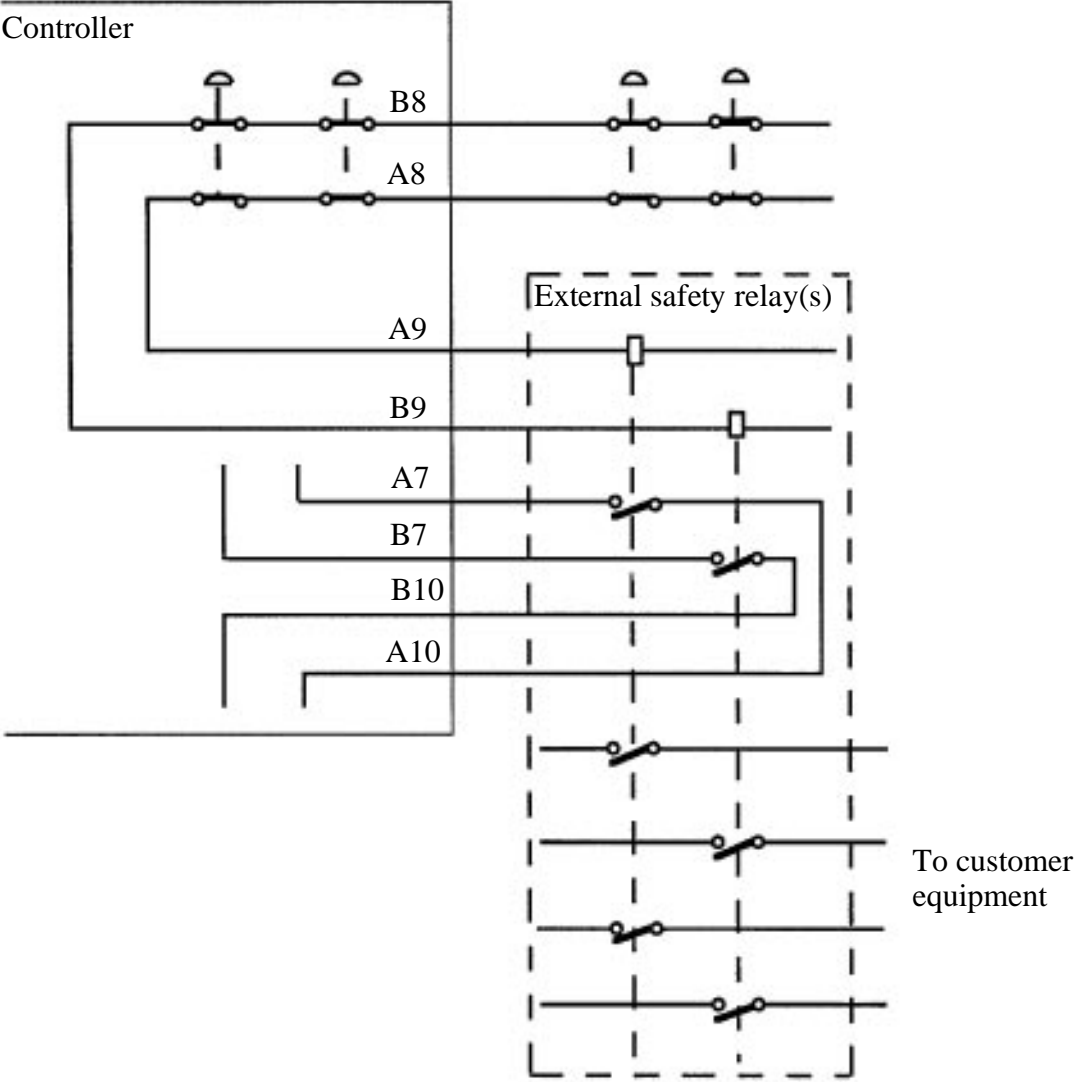 Controller
B8
A8
External safety relay(s)
A9
B9
A7
B7
B10
A10
To customer
equipment